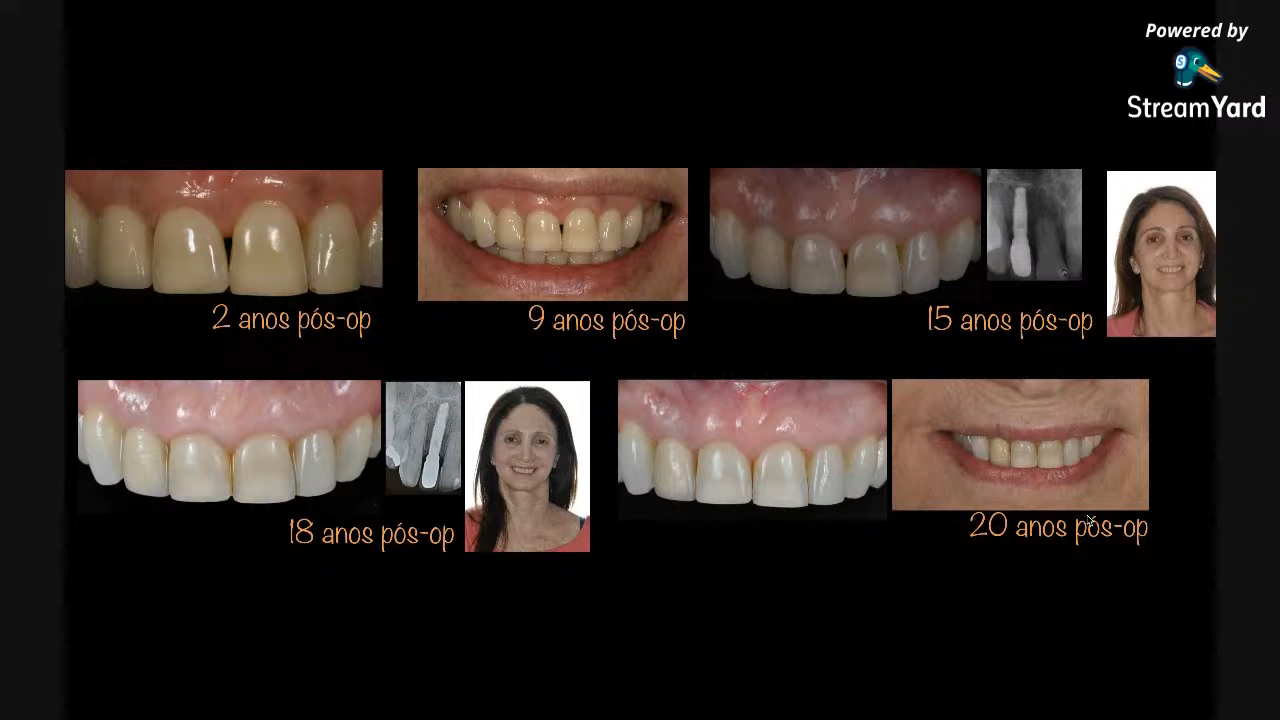 Powered by
StreamYard
2 anos pós-op
9 anos pós-op
15 anos pós-op
18 anos pós-op
20 anos pós-op